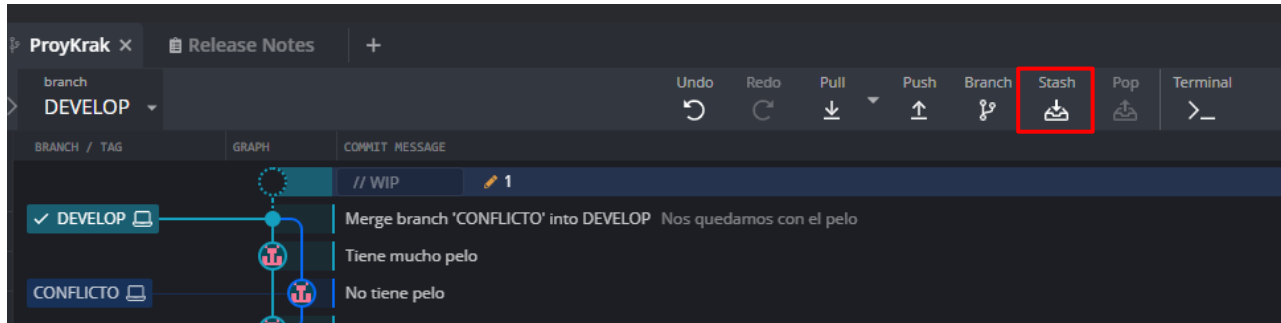 ProyKrak × Release Notes +
branch
DEVELOP
Undo Redo Pull Push Branch Stash Pop Terminal
BRANCH / TAG GRAPH COMMIT MESSAGE
// WIP 1
✓ DEVELOP Merge branch 'CONFLICTO' into DEVELOP Nos quedamos con el pelo
Tiene mucho pelo
CONFLICTO No tiene pelo